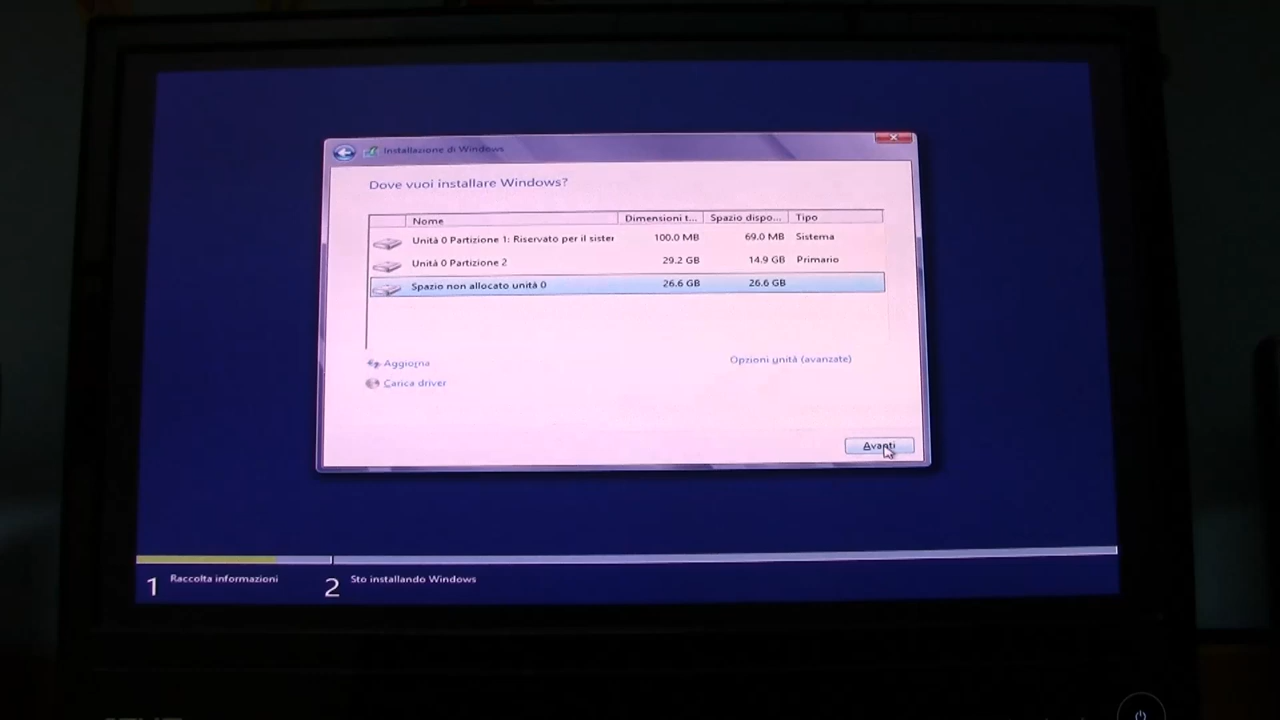 Installazione di Windows
Dove vuoi installare Windows?
Nome Dimensioni t... Spazio dispo... Tipo
Unità 0 Partizione 1: Riservato per il sister 100.0 MB 69.0 MB Sistema
Unità 0 Partizione 2 29.2 GB 14.9 GB Primario
Spazio non allocato unità 0 26.6 GB 26.6 GB
Aggiorna
Opzioni unità (avanzate)
Carica driver
Avanti
1 Raccolta informazioni 2 Sto installando Windows